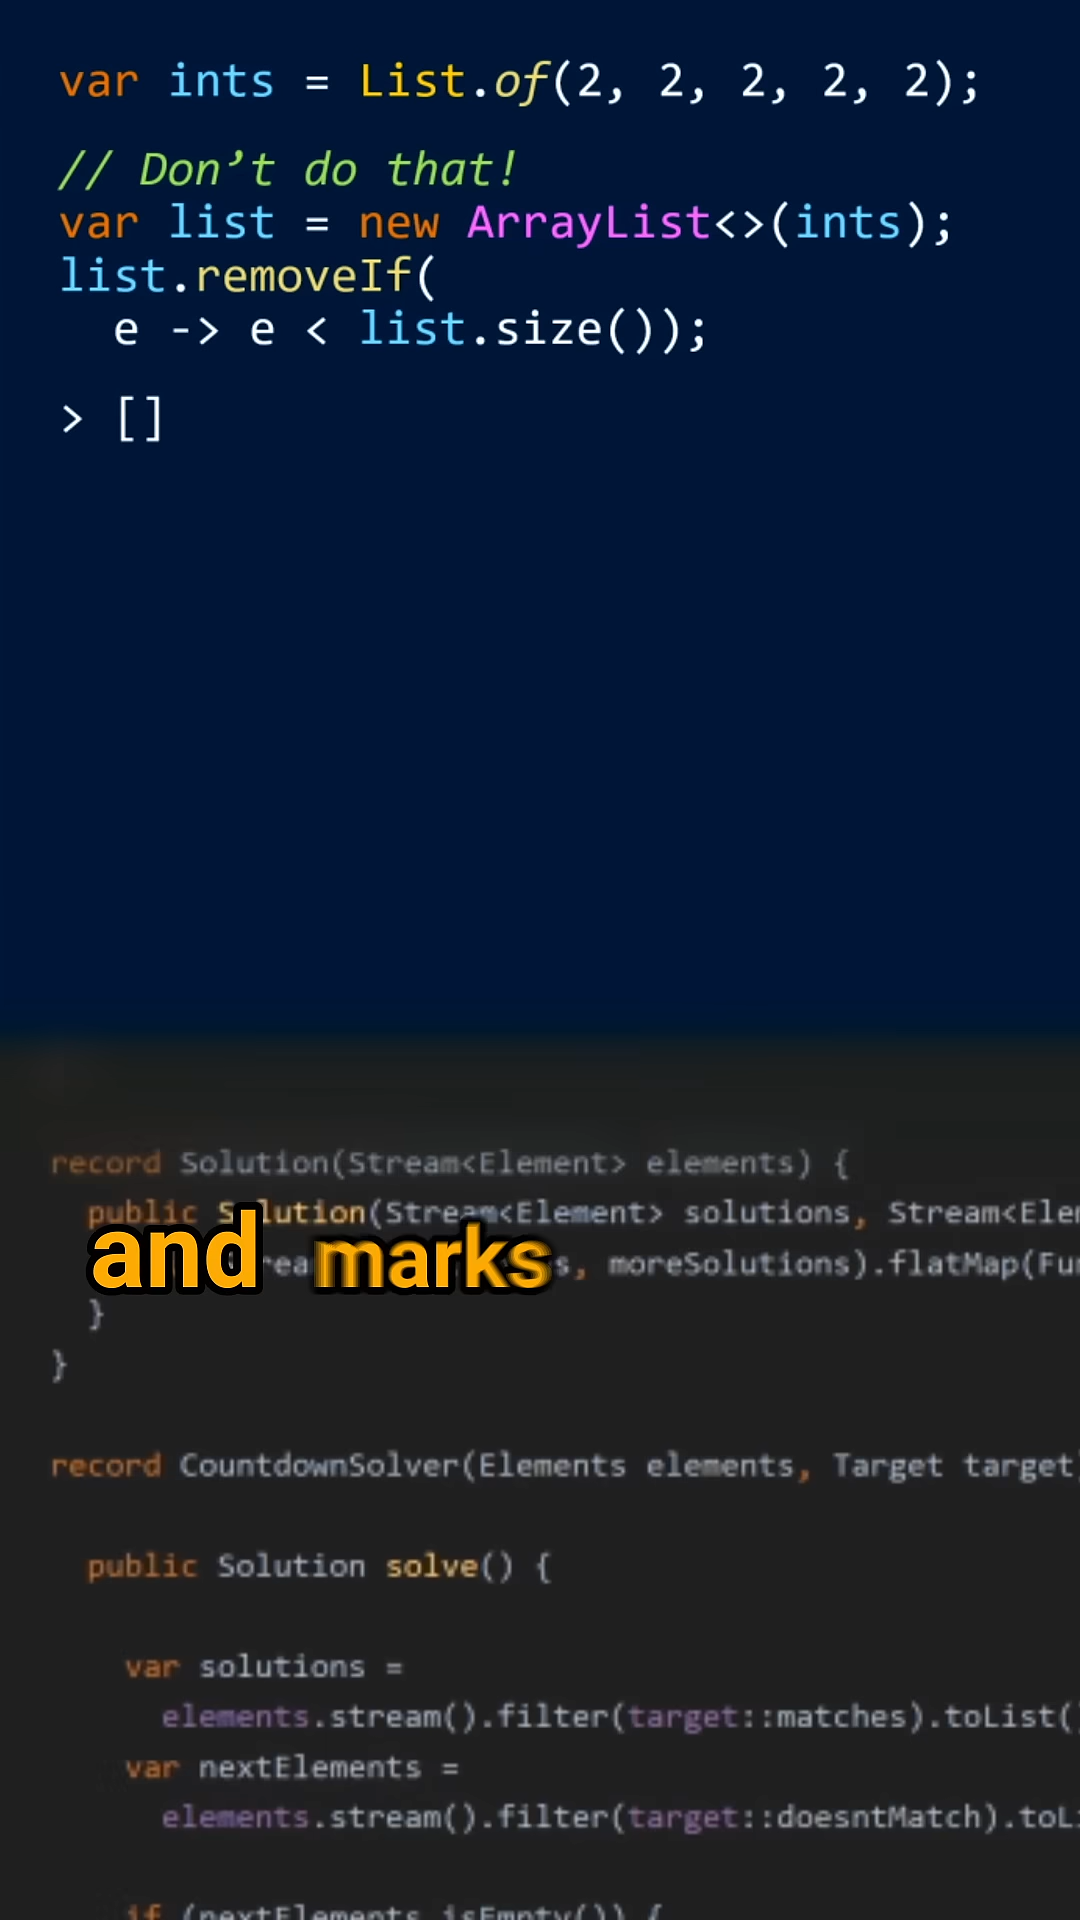 var ints = List.of(2, 2, 2, 2, 2);
// Don’t do that!
var list = new ArrayList<>(ints);
list.removeIf(
e -> e < list.size());
> []
record Solution(Stream<Element> elements) {
public Solution(Stream<Element> solutions, Stream<Ele
and marks
s, moreSolutions).flatMap(Fu
}
}
record CountdownSolver(Elements elements, Target target
public Solution solve() {
var solutions =
elements.stream().filter(target::matches).toList(
var nextElements =
elements.stream().filter(target::doesntMatch).toL
if (nextElements.isEmpty()) {